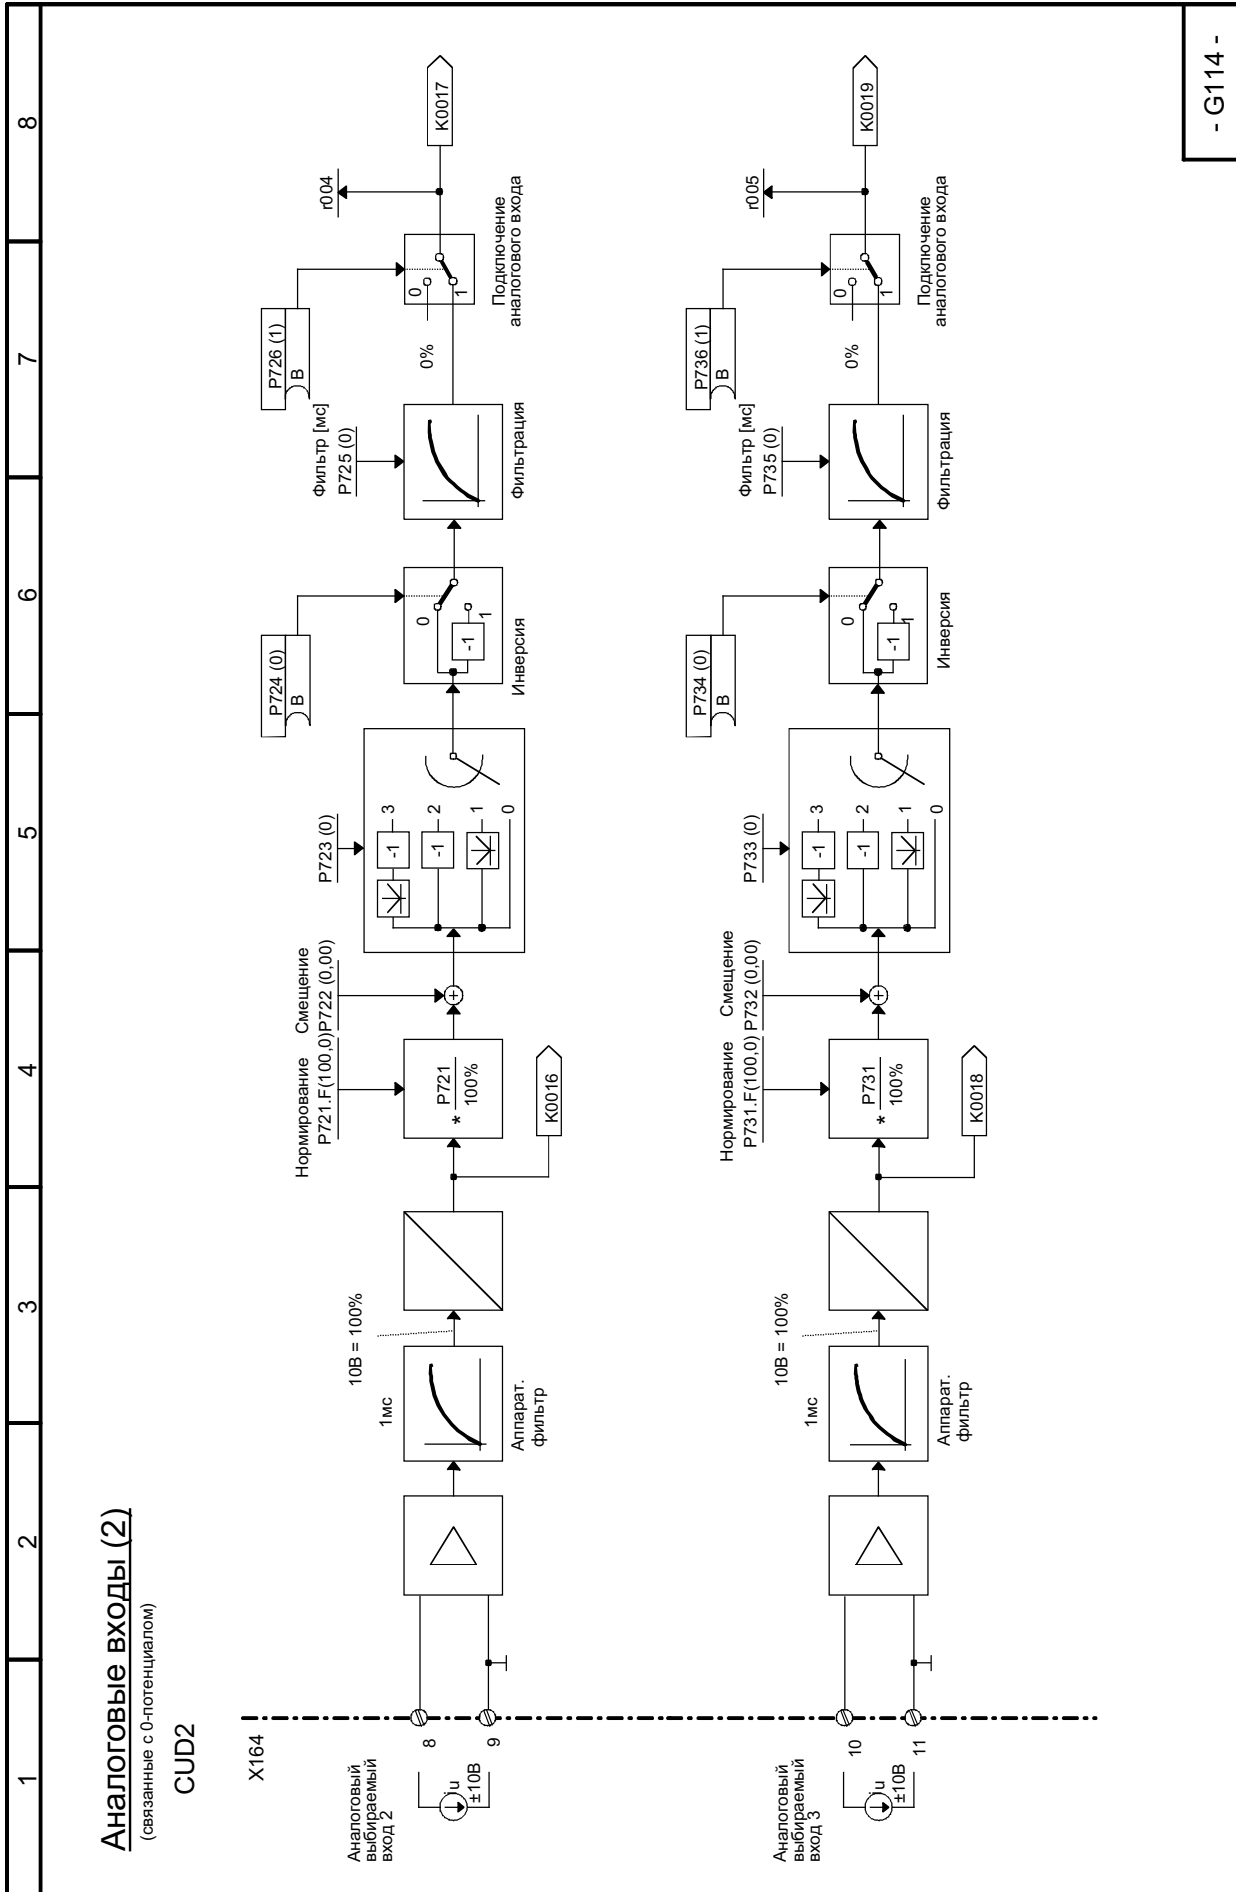 1
2
3
4
5
6
7
8
Аналоговые входы (2)
(связанные с 0-потенциалом)
CUD2
X164
Аналоговый
выбираемый
вход 2
u
±10В
8
9
1мс
Аппарат.
фильтр
10В = 100%
K0016
Нормирование
P721.F(100,0)
*
P721
100%
Смещение
P722 (0,00)
+
P723 (0)
-1
3
-1
2
1
0
P724 (0)
B
0
-1
1
Инверсия
Фильтр [мс]
P725 (0)
Фильтрация
P726 (1)
B
0%
0
1
Подключение
аналогового входа
r004
K0017
Аналоговый
выбираемый
вход 3
u
±10В
10
11
1мс
Аппарат.
фильтр
10В = 100%
K0018
Нормирование
P731.F(100,0)
*
P731
100%
Смещение
P732 (0,00)
+
P733 (0)
-1
3
-1
2
1
0
P734 (0)
B
0
-1
1
Инверсия
Фильтр [мс]
P735 (0)
Фильтрация
P736 (1)
B
0%
0
1
Подключение
аналогового входа
r005
K0019
- G114 -